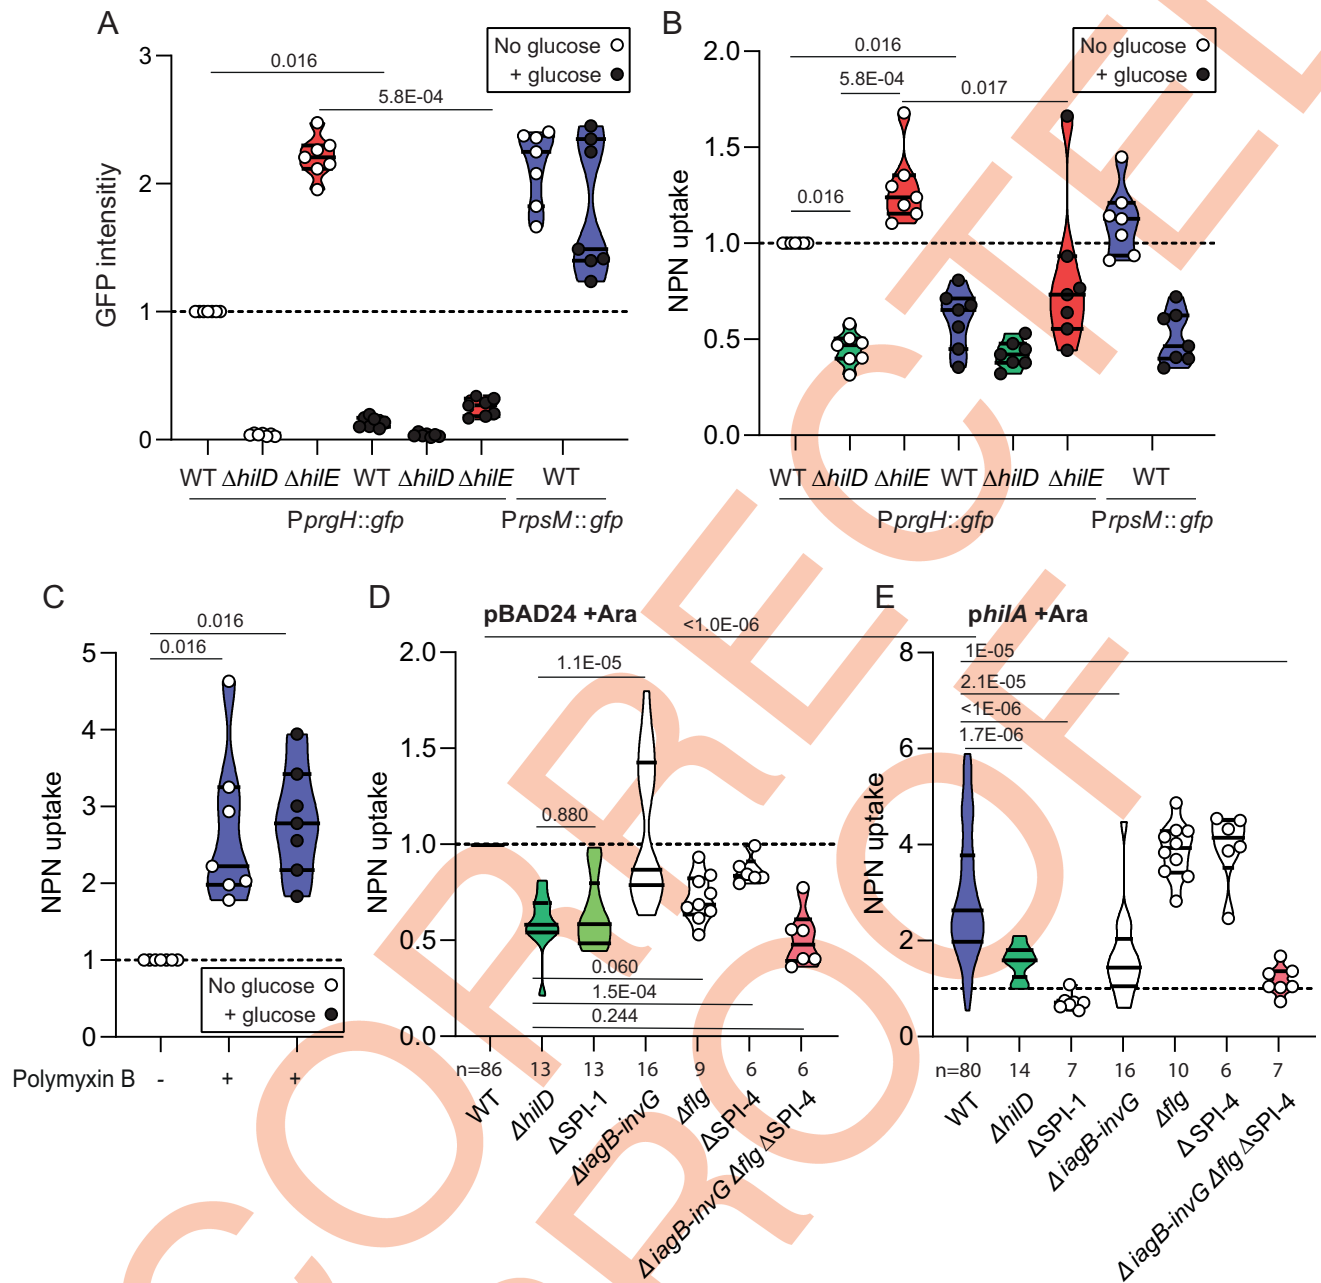 A
No glucose
+ glucose
0.016
5.8E-04
GFP intensitiy
3
2
1
0
WT ΔhilD ΔhilE WT ΔhilD ΔhilE WT
PprgH::gfp PrpsM::gfp
B
No glucose
+ glucose
0.016
5.8E-04
0.017
0.016
NPN uptake
2.0
1.5
1.0
0.5
0.0
WT ΔhilD ΔhilE WT ΔhilD ΔhilE WT
PprgH::gfp PrpsM::gfp
C
0.016
0.016
NPN uptake
5
4
3
2
1
0
No glucose
+ glucose
Polymyxin B - + +
D
pBAD24 +Ara
<1.0E-06
1.1E-05
0.880
0.060
1.5E-04
0.244
NPN uptake
2.0
1.5
1.0
0.5
0.0
n=86 13 13 16 9 6 6
WT
ΔhilD
ΔSPI-1
ΔiagB-invG
Δflg
ΔSPI-4
ΔiagB-invG Δflg ΔSPI-4
E
philA +Ara
1E-05
2.1E-05
<1E-06
1.7E-06
NPN uptake
8
6
4
2
0
n=80 14 7 16 10 6 7
WT
ΔhilD
ΔSPI-1
ΔiagB-invG
Δflg
ΔSPI-4
ΔiagB-invG Δflg ΔSPI-4
UNCORRECTED
PROOF